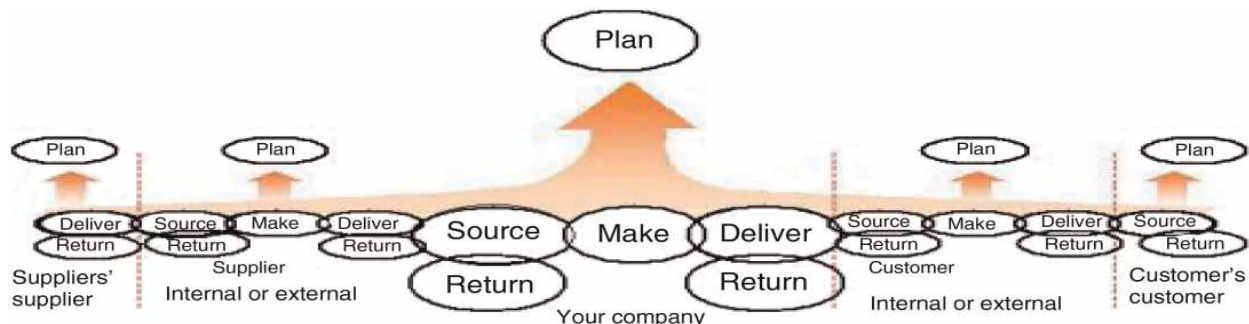 Plan
Plan Plan Plan Plan
Deliver Source Make Deliver Source Make Deliver Source Make Deliver Source
Return Return Return Return Return Return Return Return
Suppliers' supplier
Supplier
Internal or external
Your company
Customer
Internal or external
Customer's customer